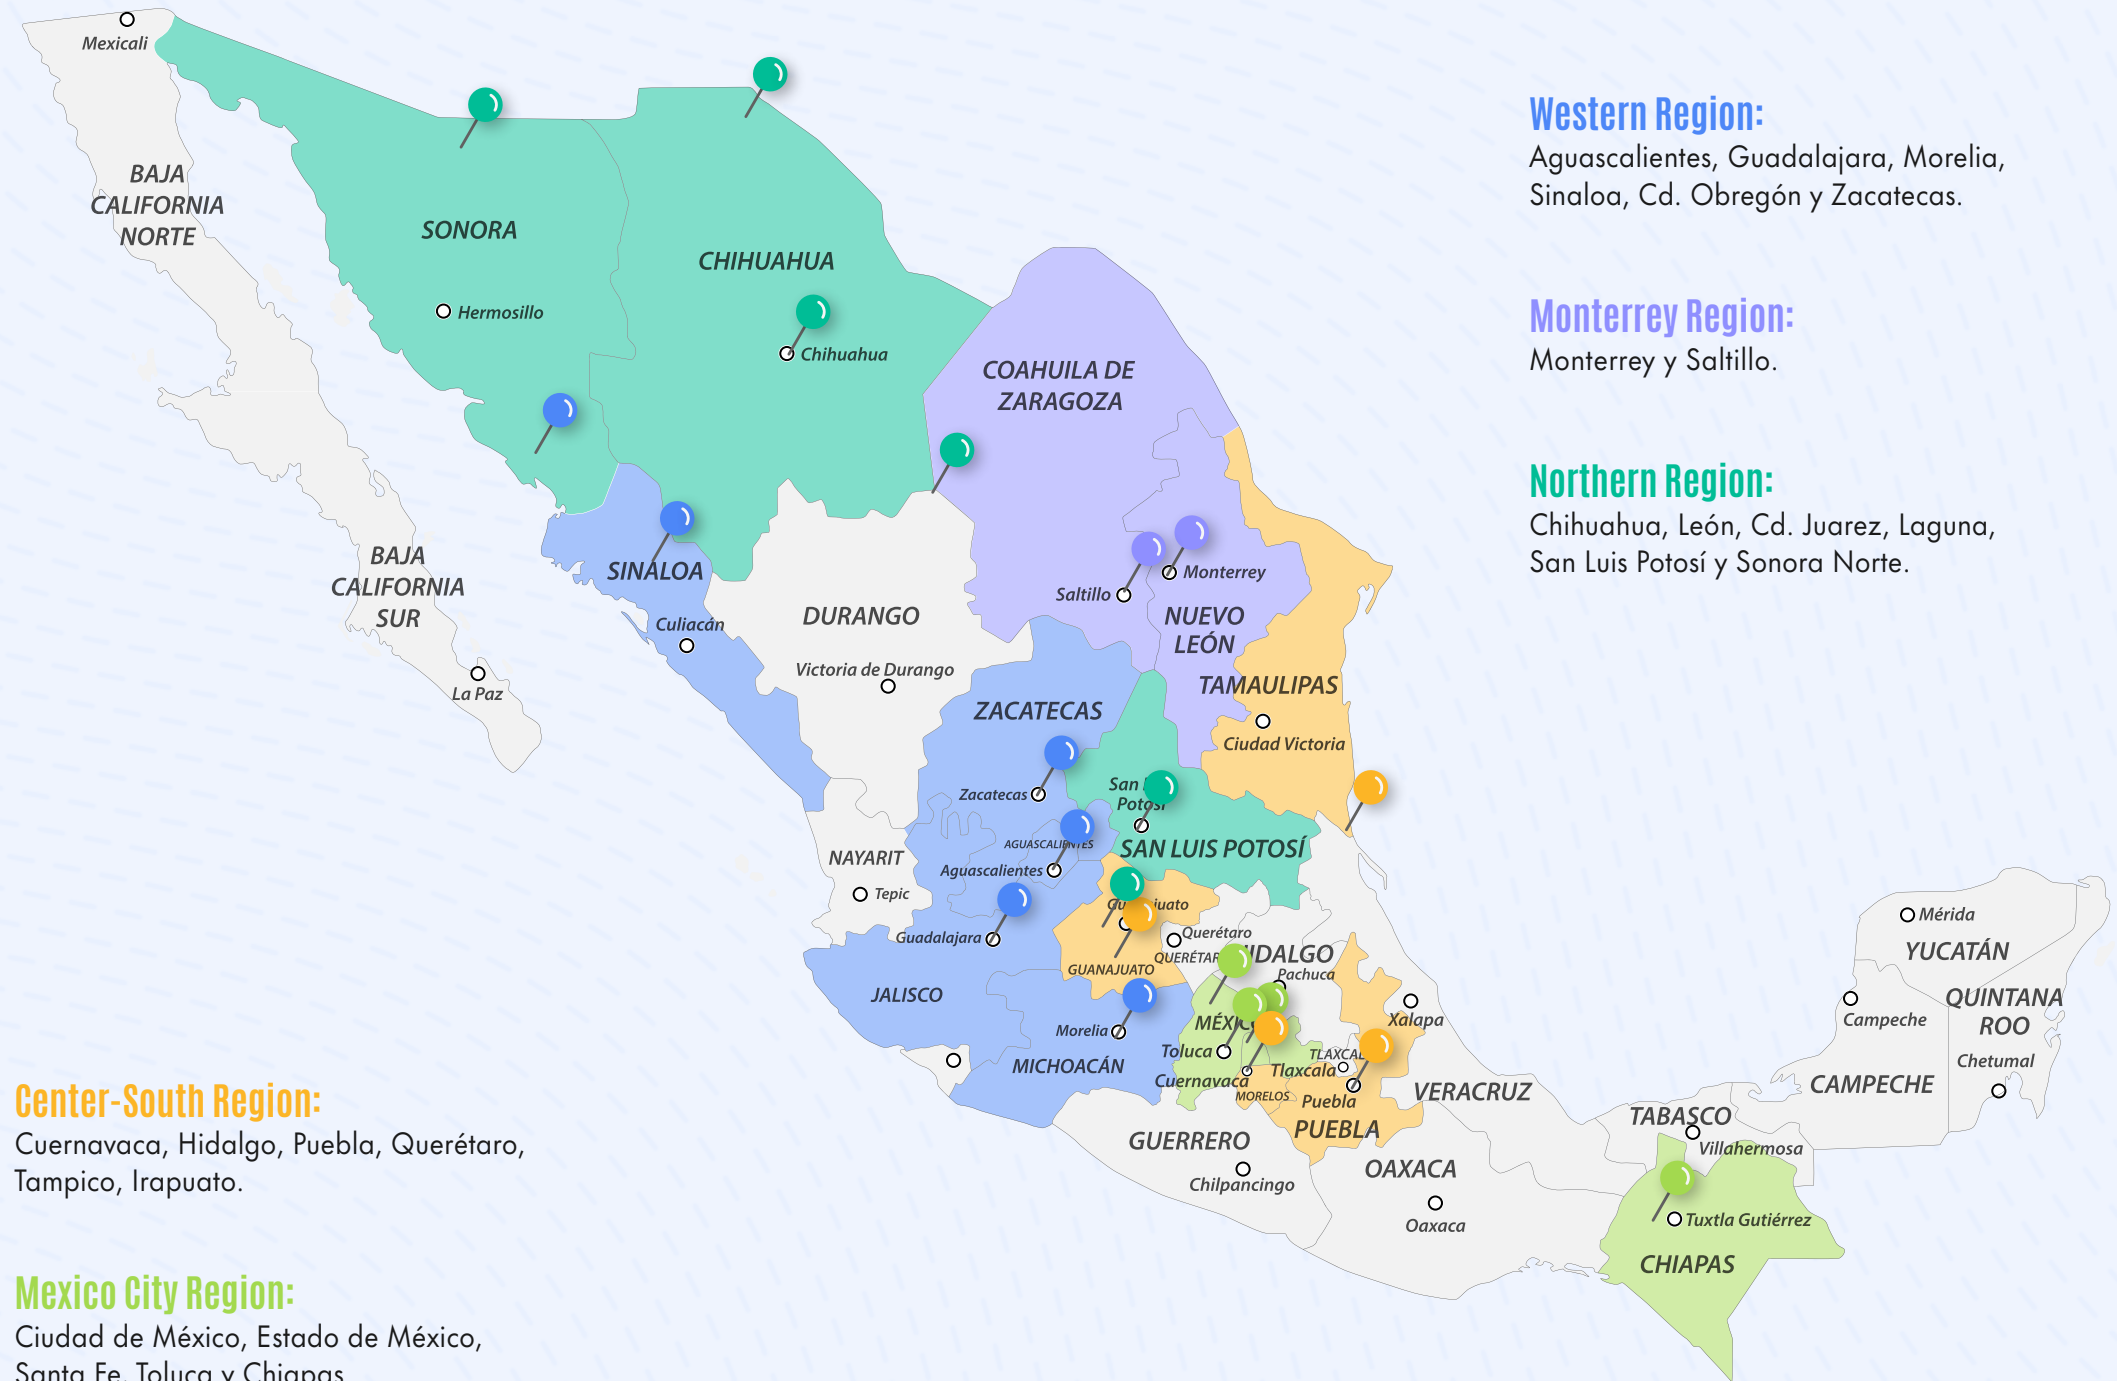 Mexicali
BAJA
CALIFORNIA
NORTE
SONORA
Hermosillo
CHIHUAHUA
Chihuahua
COAHUILA DE
ZARAGOZA
BAJA
CALIFORNIA
SUR
La Paz
SINALOA
Culiacán
DURANGO
Victoria de Durango
Saltillo
Monterrey
NUEVO
LEÓN
TAMAULIPAS
Ciudad Victoria
ZACATECAS
Zacatecas
San
Potosí
SAN LUIS POTOSÍ
AGUASCALIENTES
Aguascalientes
NAYARIT
Tepic
Guadalajara
JALISCO
GUANAJUATO
Querétaro
Pachuca
Morelia
MICHOACÁN
Toluca
Cuernavaca
MORELOS
Tlaxcala
Puebla
PUEBLA
Xalapa
VERACRUZ
GUERRERO
Chilpancingo
OAXACA
Oaxaca
TABASCO
Villahermosa
Tuxtla Gutiérrez
CHIAPAS
Mérida
YUCATÁN
QUINTANA
ROO
Campeche
CAMPECHE
Chetumal
Western Region:
Aguascalientes, Guadalajara, Morelia,
Sinaloa, Cd. Obregón y Zacatecas.
Monterrey Region:
Monterrey y Saltillo.
Northern Region:
Chihuahua, León, Cd. Juarez, Laguna,
San Luis Potosí y Sonora Norte.
Center-South Region:
Cuernavaca, Hidalgo, Puebla, Querétaro,
Tampico, Irapuato.
Mexico City Region:
Ciudad de México, Estado de México,
Santa Fe, Toluca y Chiapas